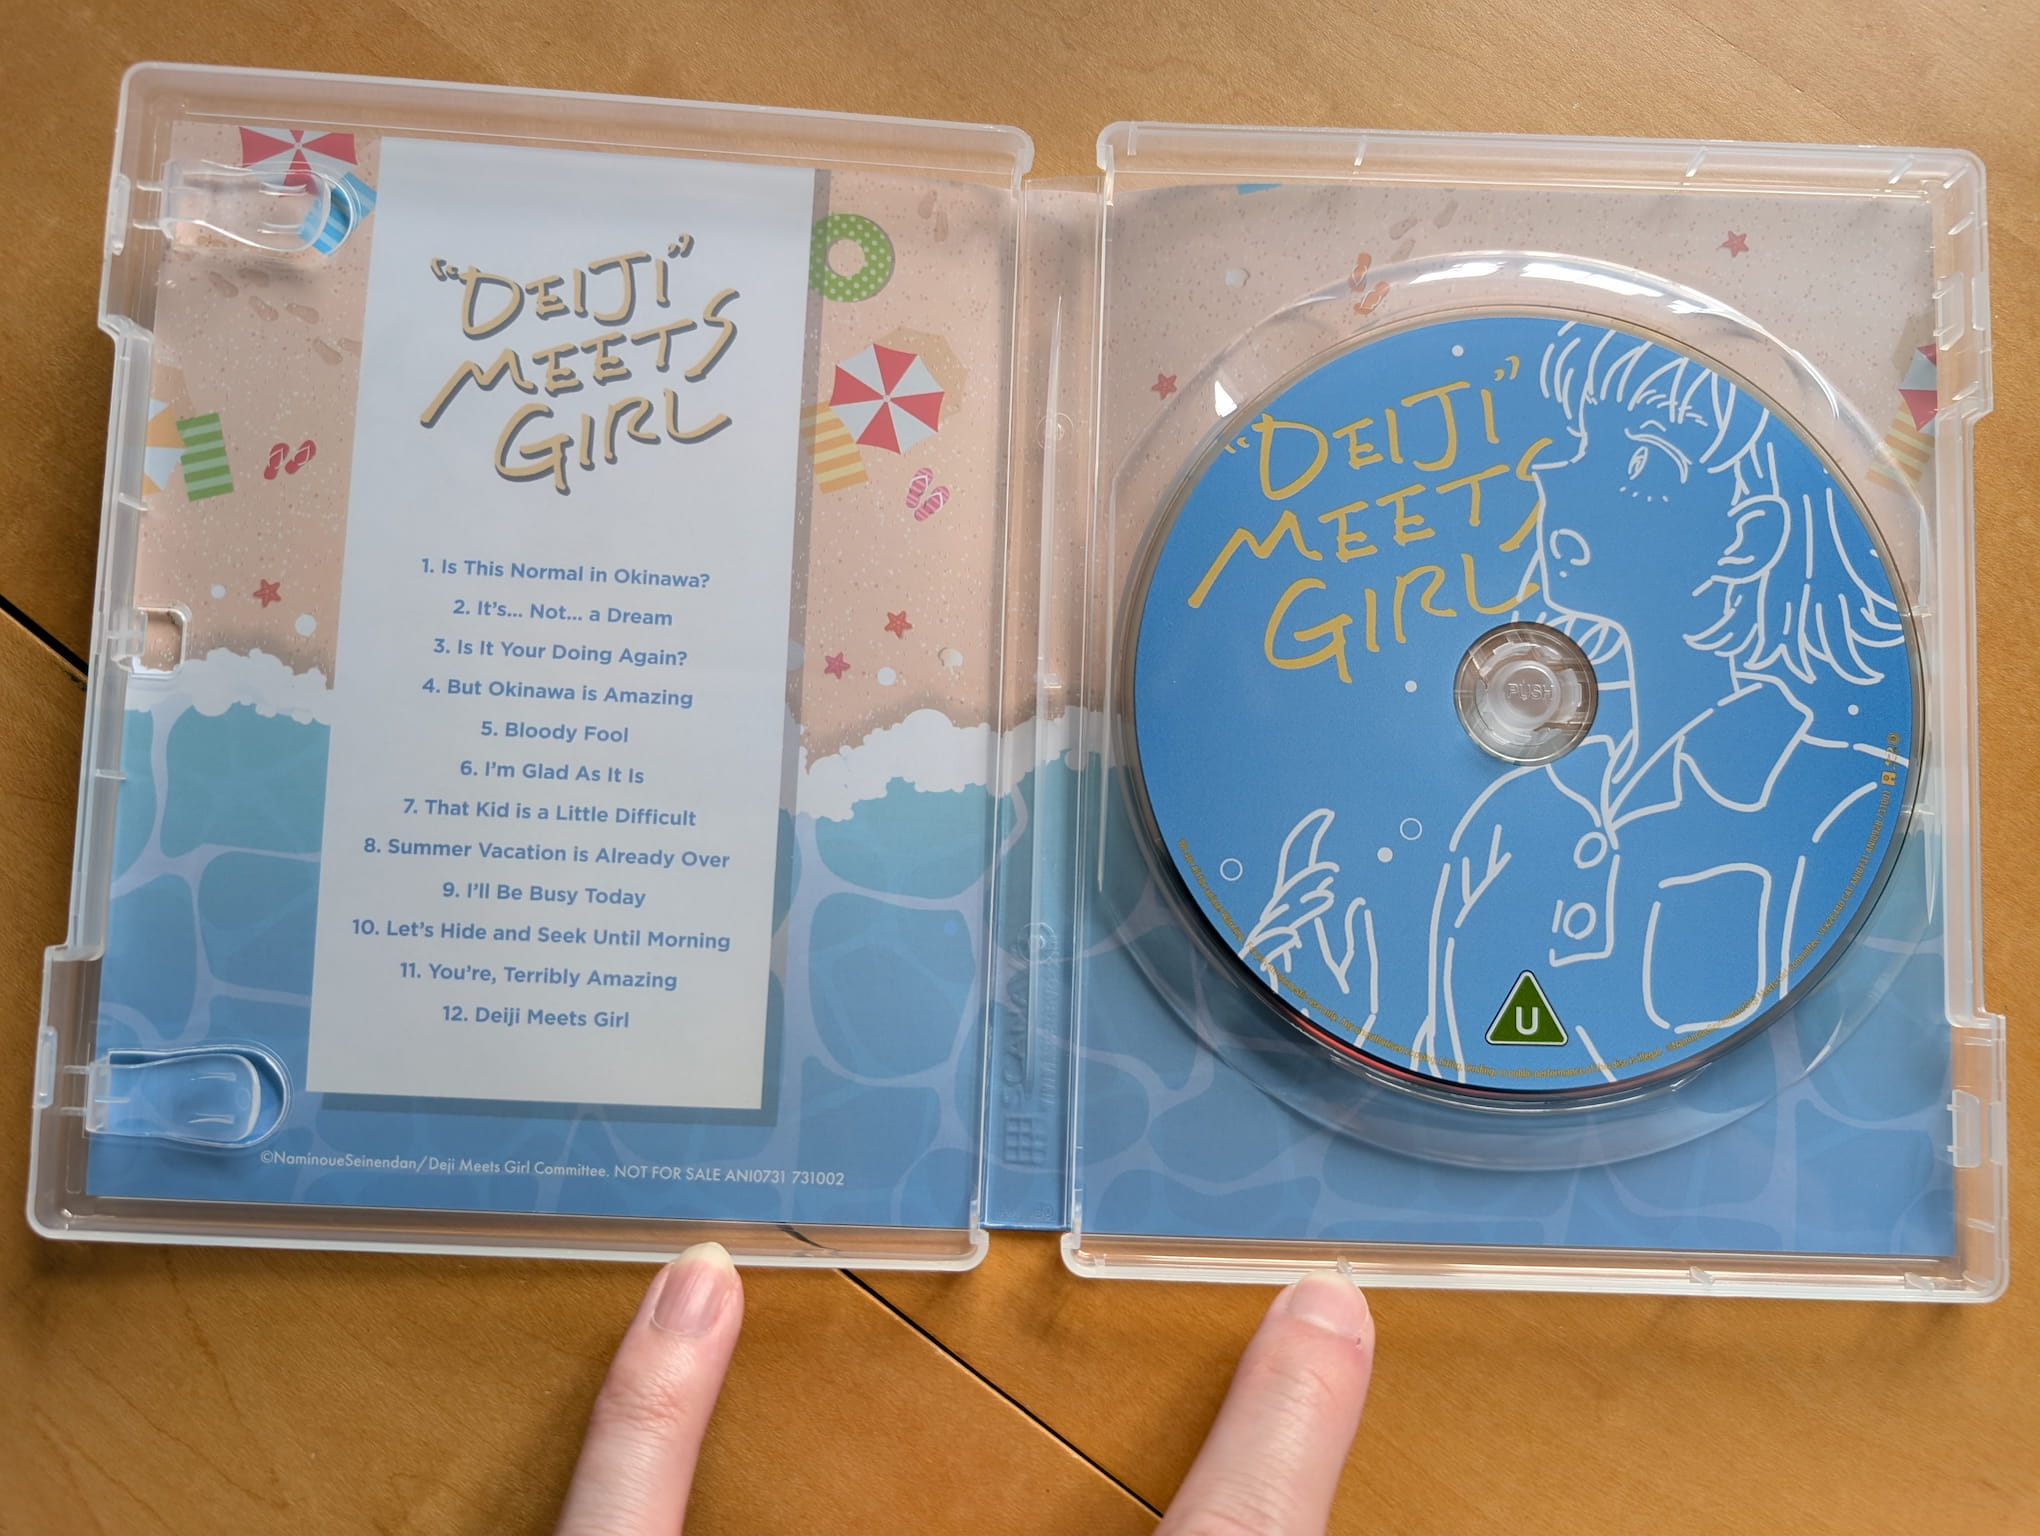 "DEIJI"
MEETS
GIRL
1. Is This Normal in Okinawa?
2. It's... Not... a Dream
3. Is It Your Doing Again?
4. But Okinawa is Amazing
5. Bloody Fool
6. I'm Glad As It Is
7. That Kid is a Little Difficult
8. Summer Vacation is Already Over
9. I'll Be Busy Today
10. Let's Hide and Seek Until Morning
11. You're, Terribly Amazing
12. Deiji Meets Girl
©NaminoueSeinendan/Deji Meets Girl Committee. NOT FOR SALE ANI0731 731002
"DEIJI"
MEETS
GIRL
PUSH
U